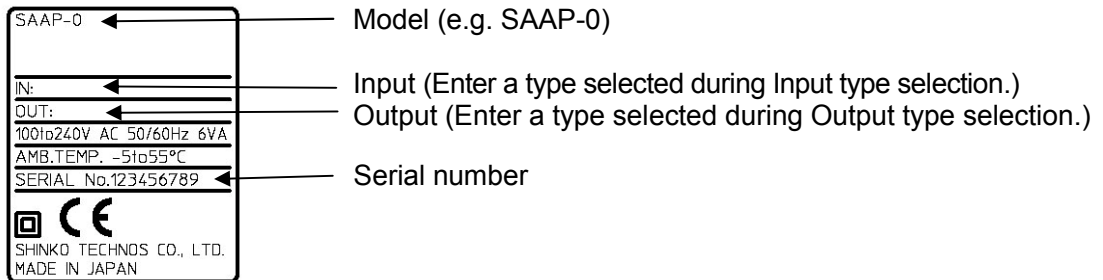 SAAP-0
Model (e.g. SAAP-0)
IN:
Input (Enter a type selected during Input type selection.)
OUT:
Output (Enter a type selected during Output type selection.)
100to240V AC 50/60Hz 6VA
AMB.TEMP. -5to55°C
SERIAL No.123456789
Serial number
CE
SHINKO TECHNOS CO., LTD.
MADE IN JAPAN